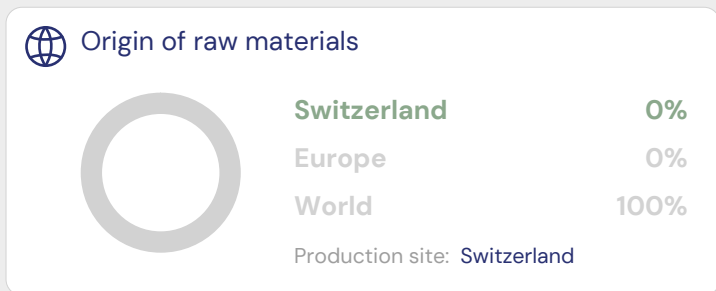 Origin of raw materials
Switzerland 0%
Europe 0%
World 100%
Production site: Switzerland